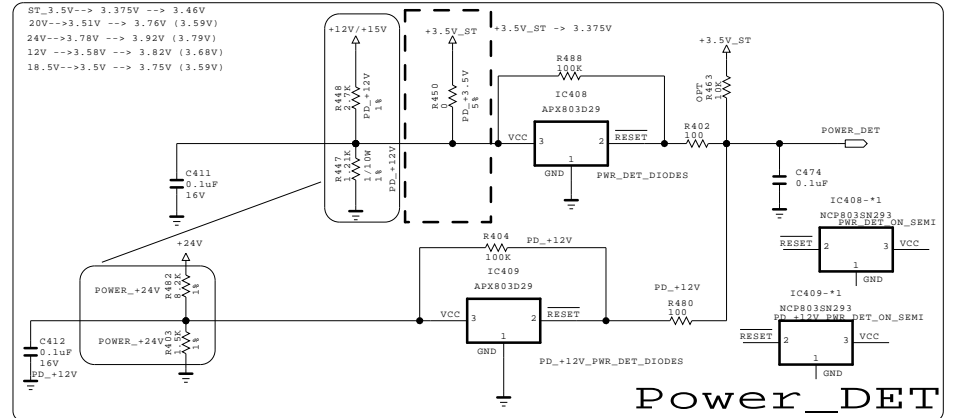 ST_3.5V--> 3.375V --> 3.46V
20V-->3.51V --> 3.76V (3.59V)
24V-->3.78V --> 3.92V (3.79V)
12V -->3.58V --> 3.82V (3.68V)
18.5V-->3.5V --> 3.75V (3.59V)
+12V/+15V
+3.5V_ST
+3.5V_ST -> 3.375V
+3.5V_ST
R448
2.7K
PD_+12V
1%
R450
0
PD_+3.5V
5%
R488
100K
IC408
APX803D29
OPT
R463
10K
VCC
3
2
RESET
1
GND
PWR_DET_DIODES
R402
100
POWER_DET
R447
1.21K
1/10W
1%
PD_+12V
C411
0.1uF
16V
C474
0.1uF
IC408-*1
NCP803SN293
PWR_DET_ON_SEMI
RESET
2
3
VCC
1
GND
+24V
R404
100K
PD_+12V
IC409
APX803D29
POWER_+24V
R482
8.2K
1%
VCC
3
2
RESET
1
GND
PD_+12V_PWR_DET_DIODES
PD_+12V
R480
100
IC409-*1
NCP803SN293
PD_+12V_PWR_DET_ON_SEMI
RESET
2
3
VCC
1
GND
POWER_+24V
R403
1.5K
1%
C412
0.1uF
16V
PD_+12V
Power_DET